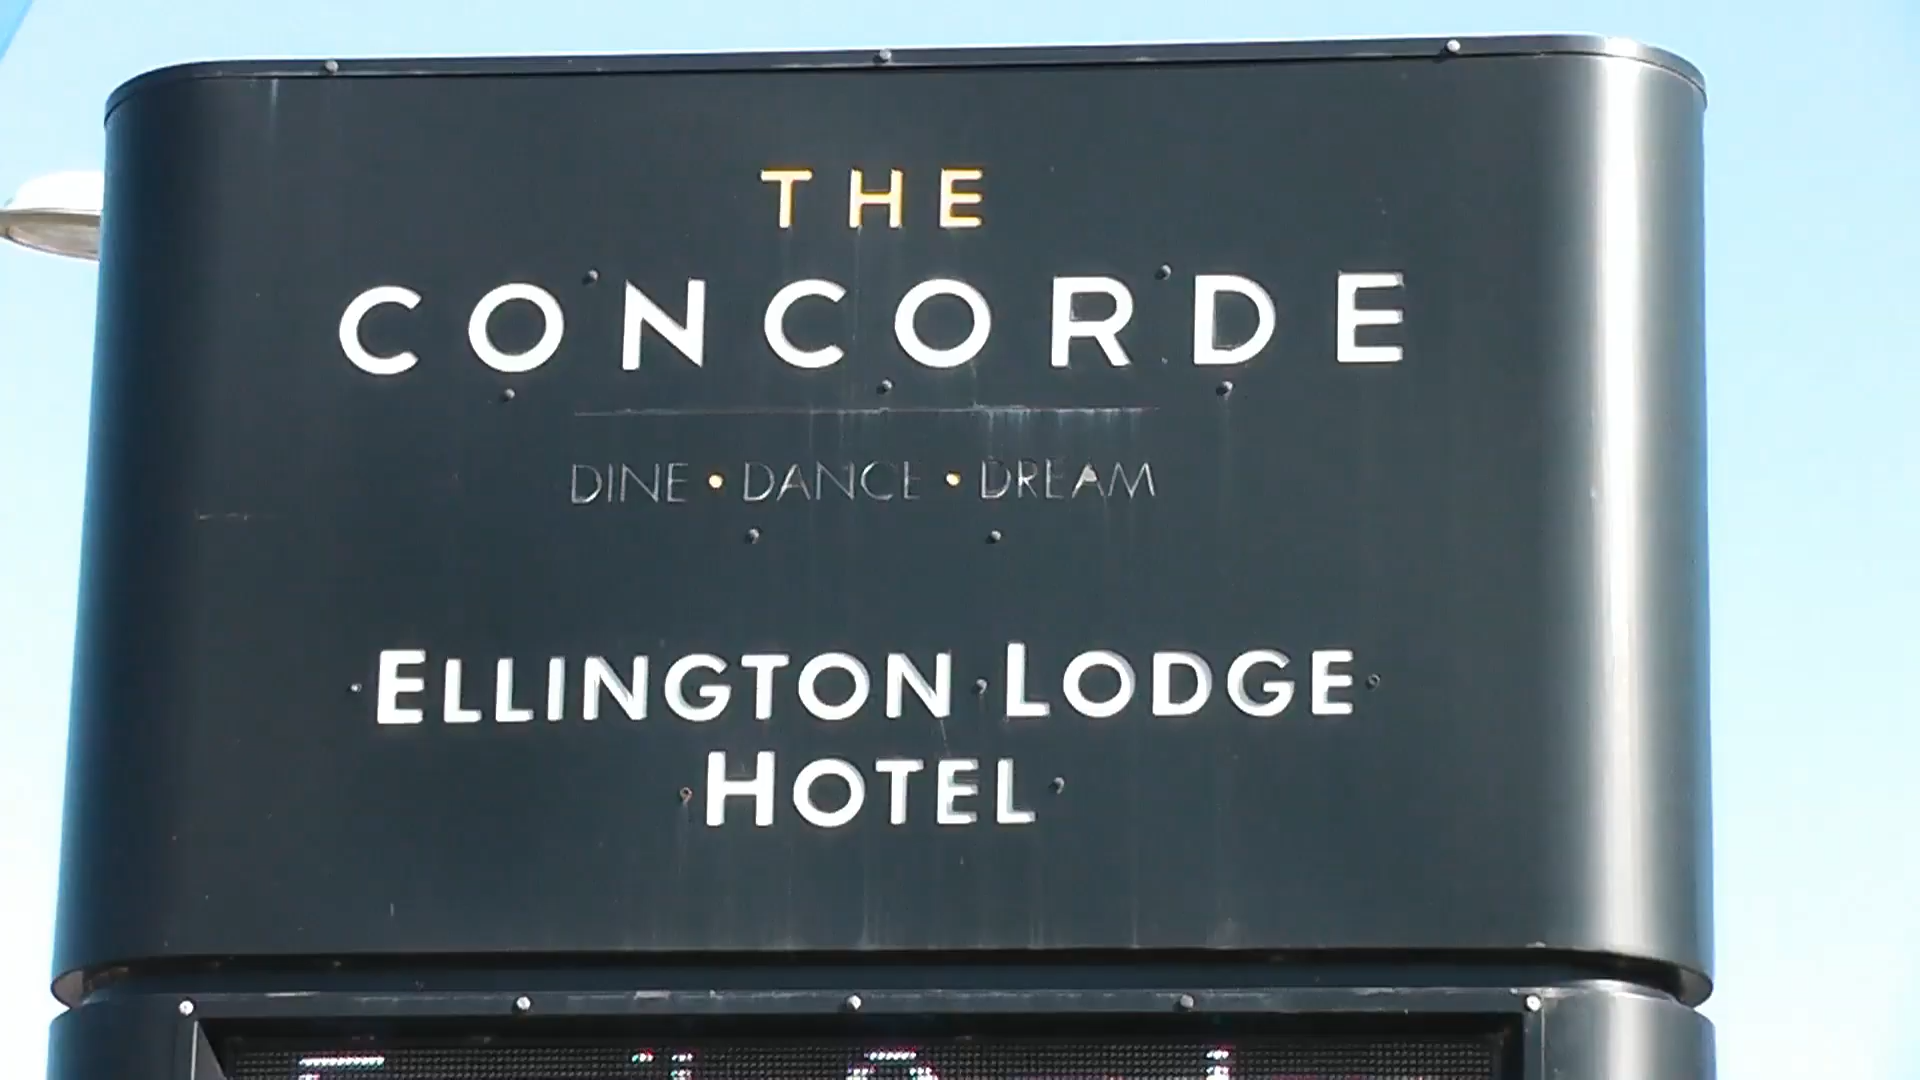 THE
CONCORDE
DINE • DANCE • DREAM
ELLINGTON LODGE
HOTEL